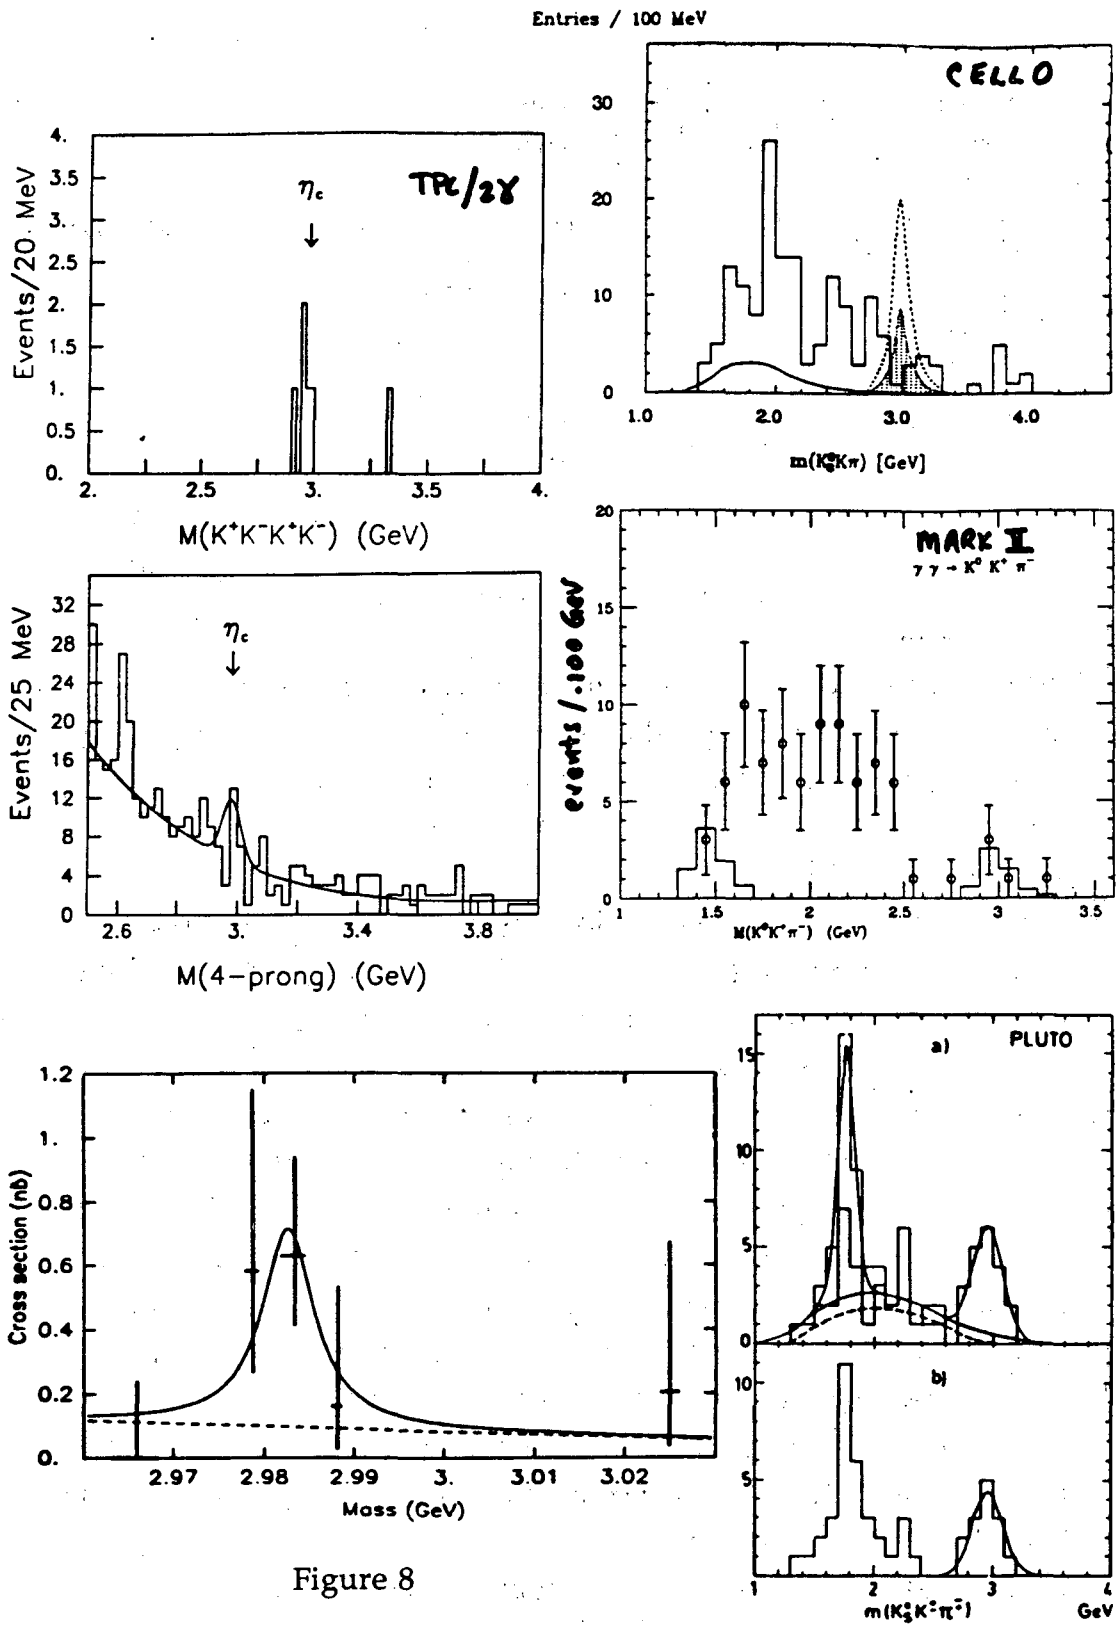 Entries / 100 MeV
CELLO
30
20
10
0
1.0 2.0 3.0 4.0
m(K⁰ₛKπ) [GeV]
4.
3.5
3.
2.5
2.
1.5
1.
0.5
0.
Events/20 MeV
ηc
TPC/2γ
2. 2.5 3. 3.5 4.
M(K⁺K⁻K⁺K⁻) (GeV)
32
28
24
20
16
12
8
4
0
Events/25 MeV
ηc
2.6 3. 3.4 3.8
M(4-prong) (GeV)
20
15
10
5
0
events/.100 GeV
MARK II
γ γ → K⁰ K⁺ π⁻
1 1.5 2 2.5 3 3.5
M(K⁰K⁺π⁻) (GeV)
1.2
1.
0.8
0.6
0.4
0.2
0.
Cross section (nb)
2.97 2.98 2.99 3. 3.01 3.02
Mass (GeV)
a) PLUTO
15
10
5
0
b)
10
5
1 2 3 4
m(K⁰ₛK±π∓) GeV
Figure 8